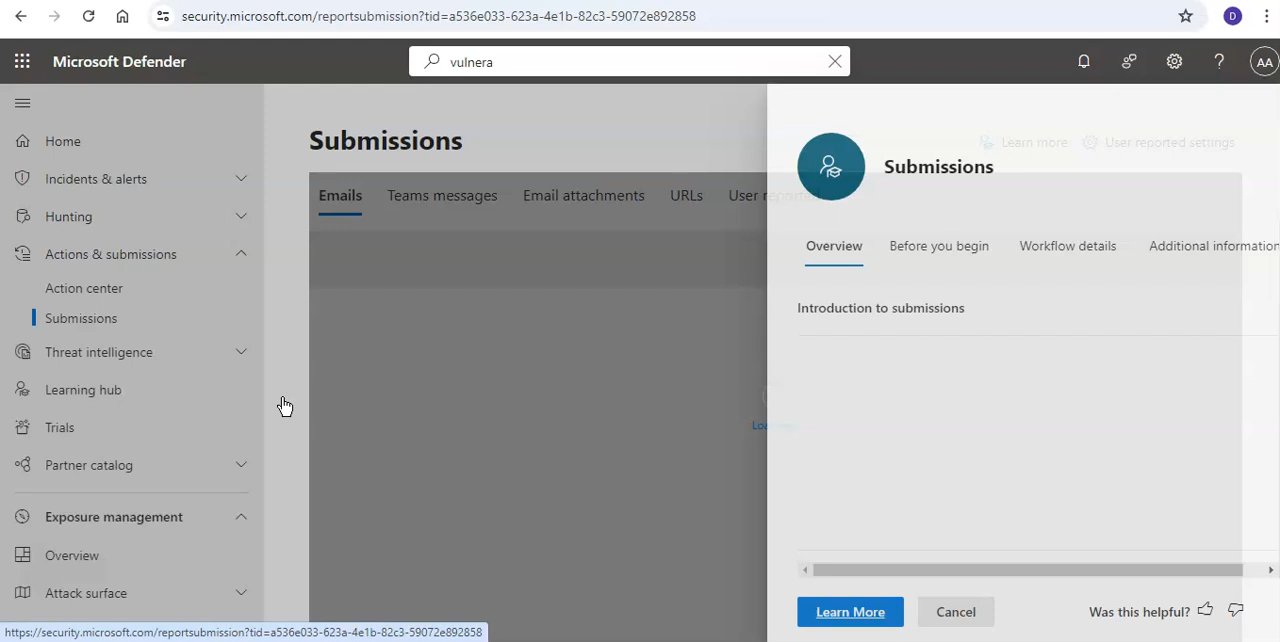 security.microsoft.com/reportsubmission?tid=a536e033-623a-4e1b-82c3-59072e892858
D
Microsoft Defender
vulnera
AA
Home
Incidents & alerts
Hunting
Actions & submissions
Action center
Submissions
Threat intelligence
Learning hub
Trials
Partner catalog
Exposure management
Overview
Attack surface
Submissions
Emails Teams messages Email attachments URLs User reported
Learn more User reported settings
Submissions
Overview Before you begin Workflow details Additional information
Introduction to submissions
Learn More Cancel Was this helpful?
https://security.microsoft.com/reportsubmission?tid=a536e033-623a-4e1b-82c3-59072e892858